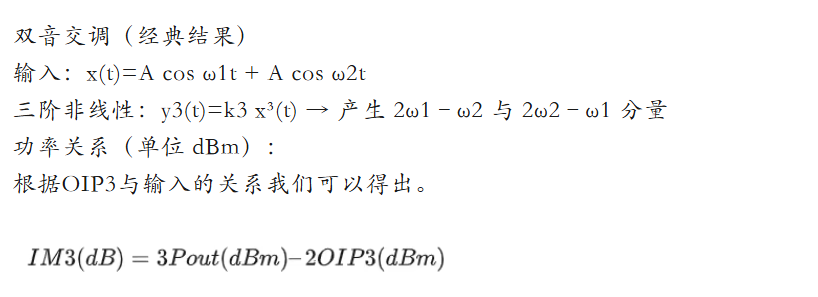 双音交调（经典结果）
输入：x(t)=A cos ω1t + A cos ω2t
三阶非线性：y3(t)=k3 x³(t) → 产生 2ω1 − ω2 与 2ω2 − ω1 分量
功率关系（单位 dBm）：
根据OIP3与输入的关系我们可以得出。
IM3(dB) = 3Pout(dBm)–2OIP3(dBm)